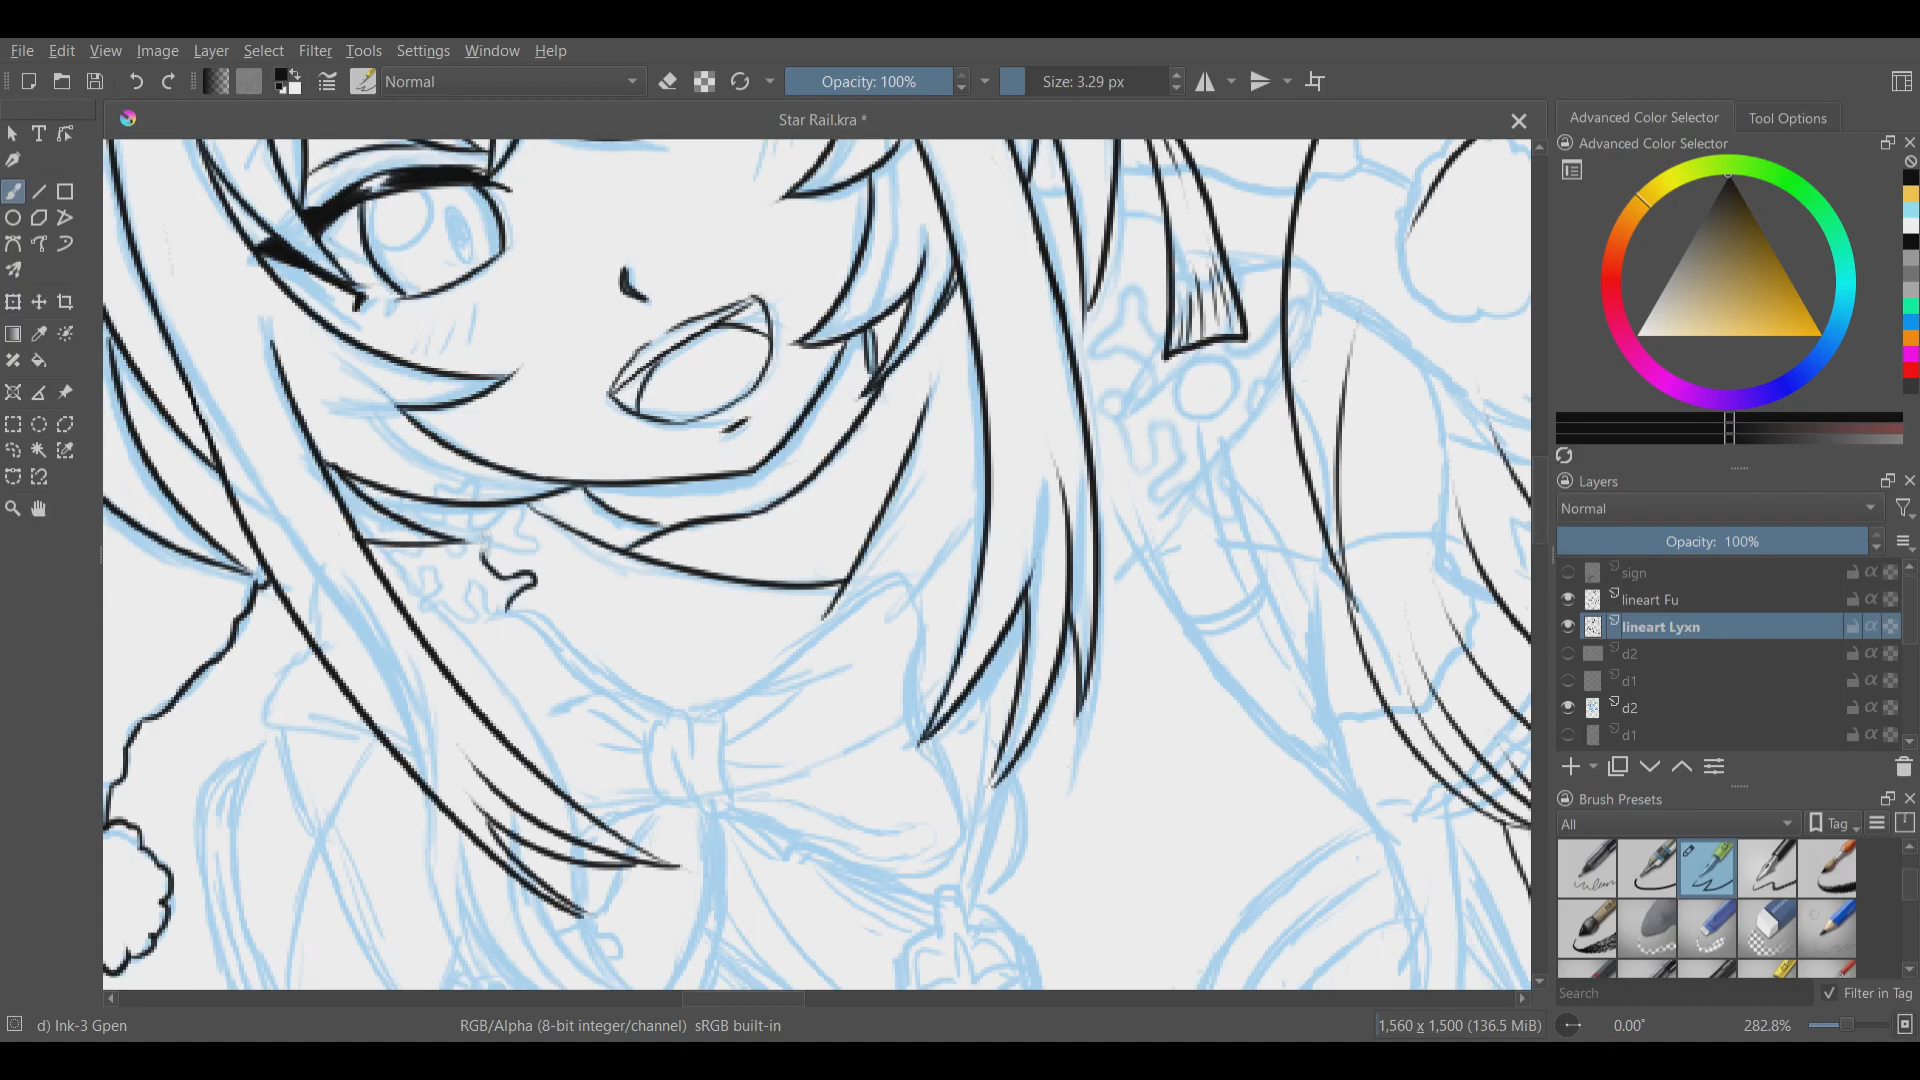 File Edit View Image Layer Select Filter Tools Settings Window Help
Normal
Opacity: 100%
Size: 3.29 px
Star Rail.kra *
Advanced Color Selector
Tool Options
Advanced Color Selector
Layers
Normal
Opacity: 100%
sign
lineart Fu
lineart Lyxn
d2
d1
d2
d1
Brush Presets
All
Tag
Search
Filter in Tag
d) Ink-3 Gpen
RGB/Alpha (8-bit integer/channel) sRGB built-in
1,560 x 1,500 (136.5 MiB)
0.00°
282.8%